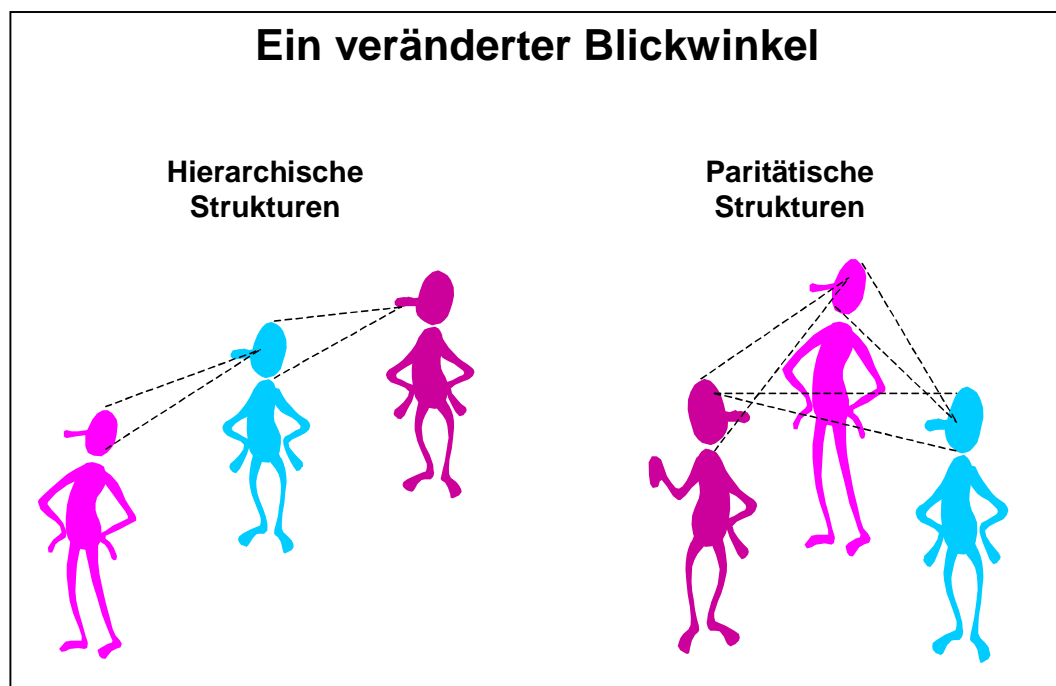 Ein veränderter Blickwinkel
Hierarchische
Strukturen
Paritätische
Strukturen